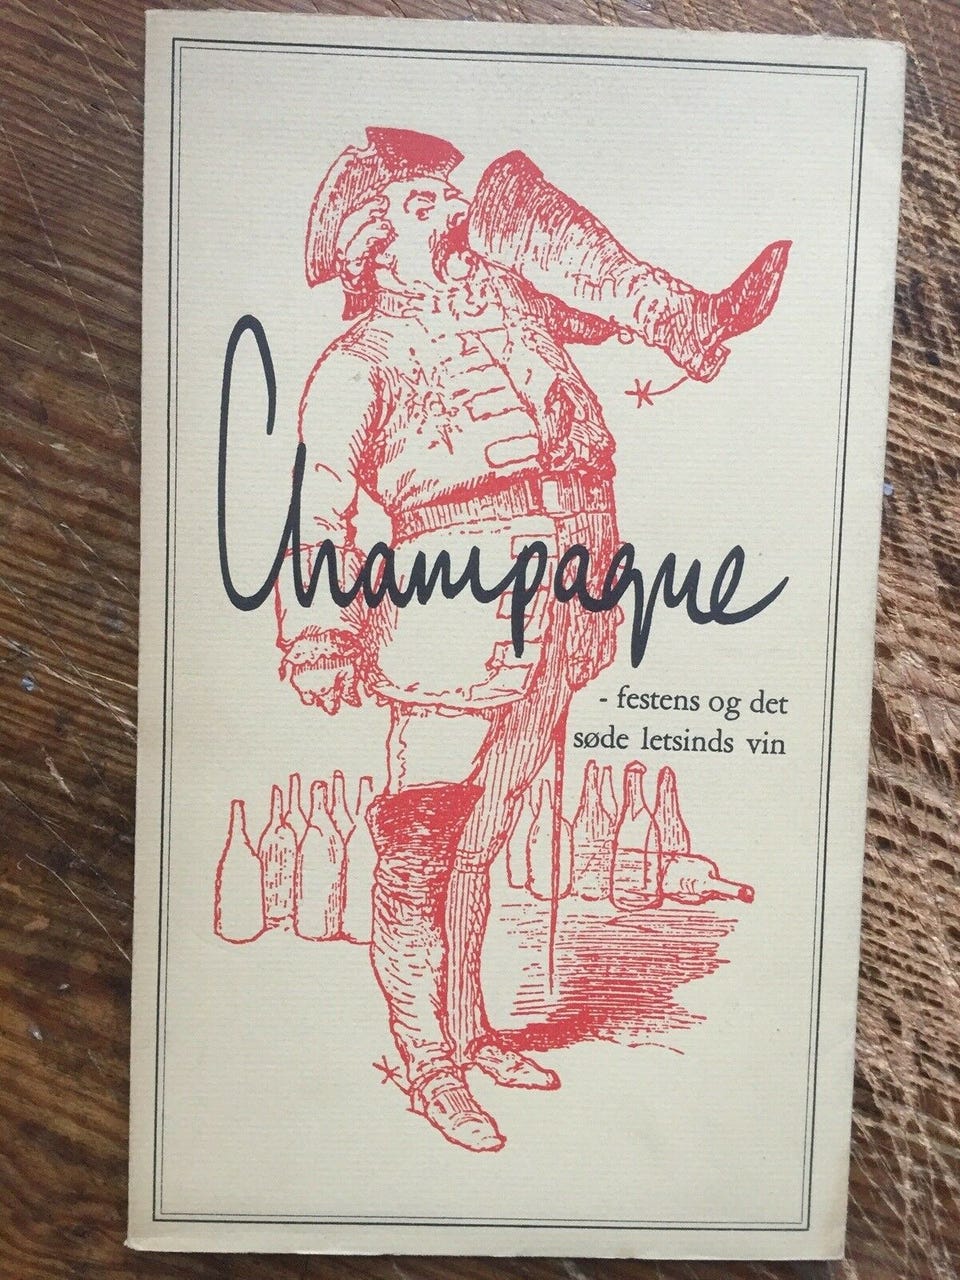 Champagne
- festens og det
søde letsinds vin